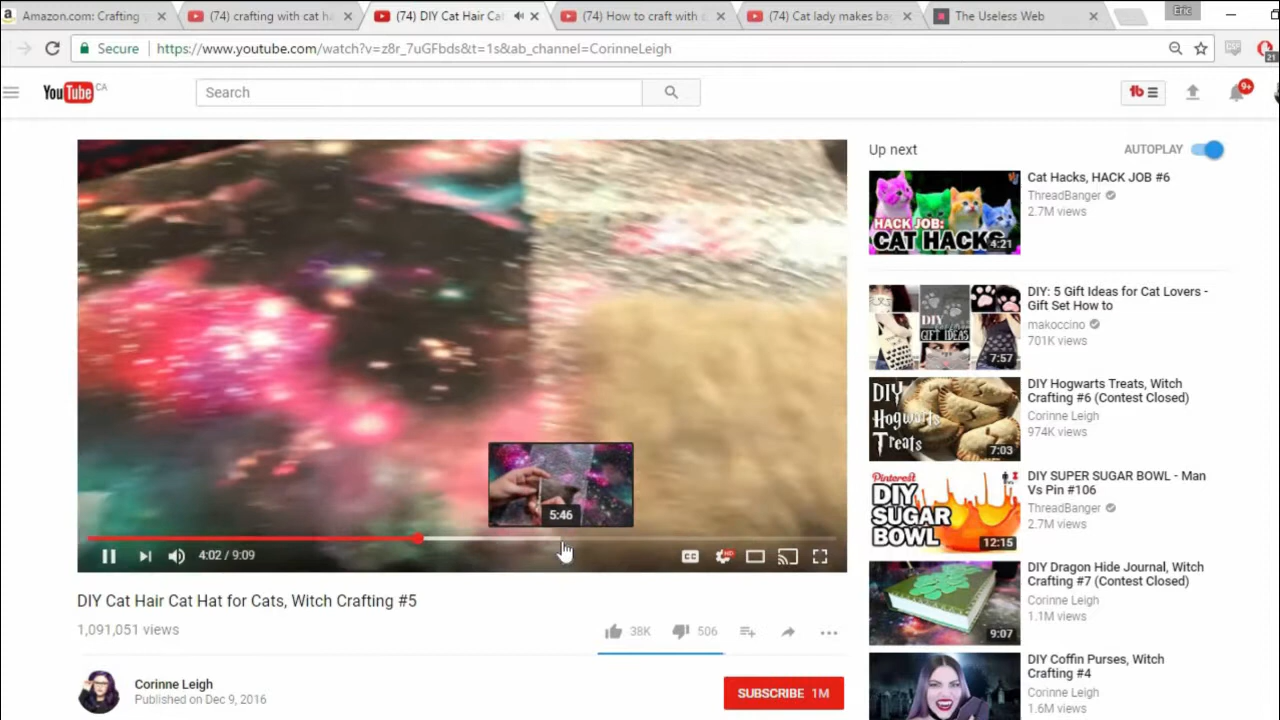 Amazon.com: Crafting
(74) crafting with cat h
(74) DIY Cat Hair Ca
(74) How to craft with
(74) Cat lady makes ba
The Useless Web
Eric
Secure
https://www.youtube.com/watch?v=z8r_7uGFbds&t=1s&ab_channel=CorinneLeigh
21
YouTube CA
Search
9+
Up next
AUTOPLAY
HACK JOB:
CAT HACKS
4:21
Cat Hacks, HACK JOB #6
ThreadBanger
2.7M views
DIY
GIFT IDEAS
7:57
DIY: 5 Gift Ideas for Cat Lovers -
Gift Set How to
makoccino
701K views
DIY
Hogwarts
Treats
7:03
DIY Hogwarts Treats, Witch
Crafting #6 (Contest Closed)
Corinne Leigh
974K views
Pinterest
DIY
SUGAR
BOWL
12:15
DIY SUPER SUGAR BOWL - Man
Vs Pin #106
ThreadBanger
2.7M views
9:07
DIY Dragon Hide Journal, Witch
Crafting #7 (Contest Closed)
Corinne Leigh
1.1M views
DIY Coffin Purses, Witch
Crafting #4
Corinne Leigh
1.6M views
5:46
4:02 / 9:09
CC
HD
DIY Cat Hair Cat Hat for Cats, Witch Crafting #5
1,091,051 views
38K
506
Corinne Leigh
Published on Dec 9, 2016
SUBSCRIBE 1M